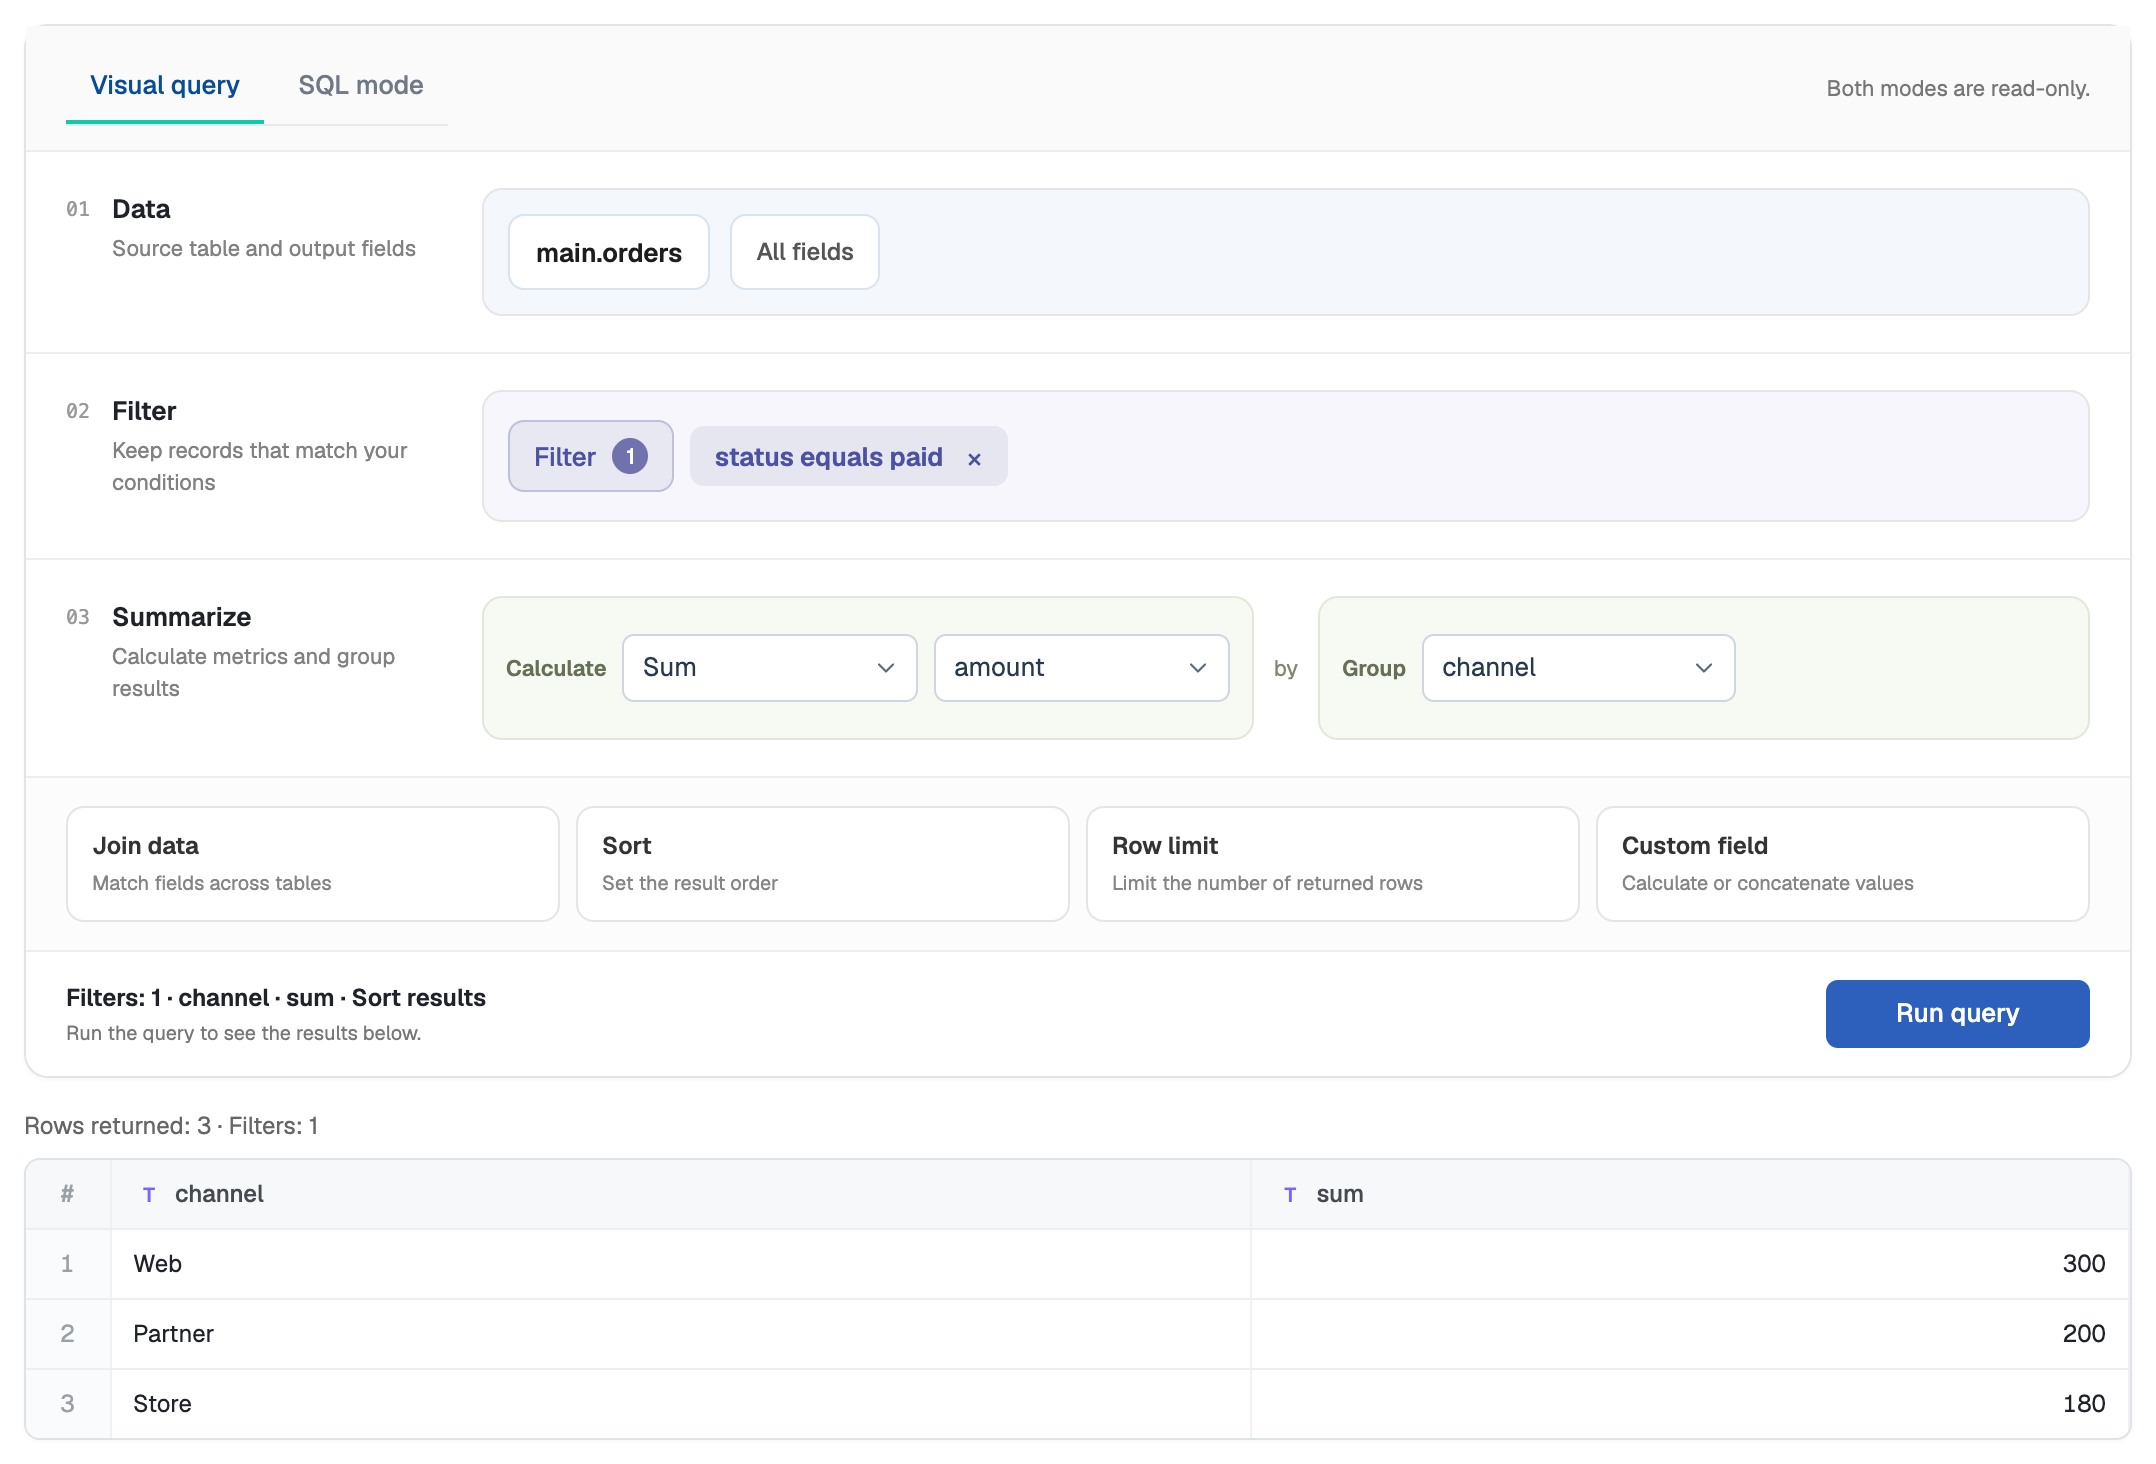 Visual query SQL mode Both modes are read-only.
01 Data
Source table and output fields
main.orders All fields
02 Filter
Keep records that match your
conditions
Filter 1 status equals paid ×
03 Summarize
Calculate metrics and group
results
Calculate Sum amount by Group channel
Join data
Match fields across tables
Sort
Set the result order
Row limit
Limit the number of returned rows
Custom field
Calculate or concatenate values
Filters: 1 · channel · sum · Sort results
Run the query to see the results below.
Run query
Rows returned: 3 · Filters: 1
# T channel T sum
1 Web 300
2 Partner 200
3 Store 180